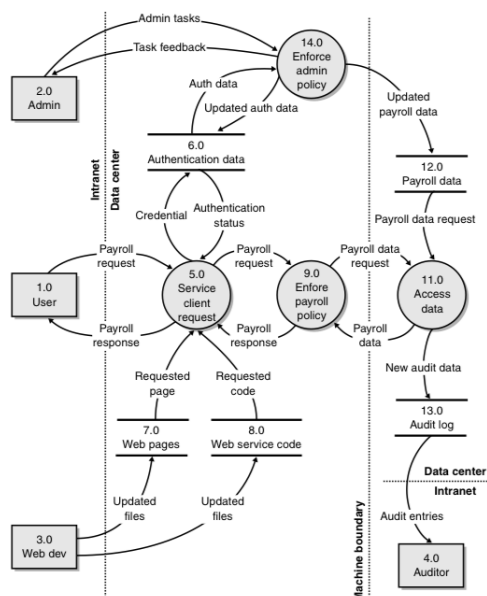 Admin tasks
14.0
Enforce
admin
policy
Task feedback
2.0
Admin
Auth data
Updated auth data
Updated
payroll data
6.0
Authentication data
12.0
Payroll data
Intranet
Data center
Credential
Authentication
status
Payroll data request
Payroll
request
Payroll
request
Payroll data
request
1.0
User
5.0
Service
client
request
9.0
Enfore
payroll
policy
11.0
Access
data
Payroll
response
Payroll
response
Payroll
data
Requested
page
Requested
code
New audit data
7.0
Web pages
8.0
Web service code
13.0
Audit log
Data center
Intranet
Updated
files
Updated
files
Machine boundary
Audit entries
3.0
Web dev
4.0
Auditor